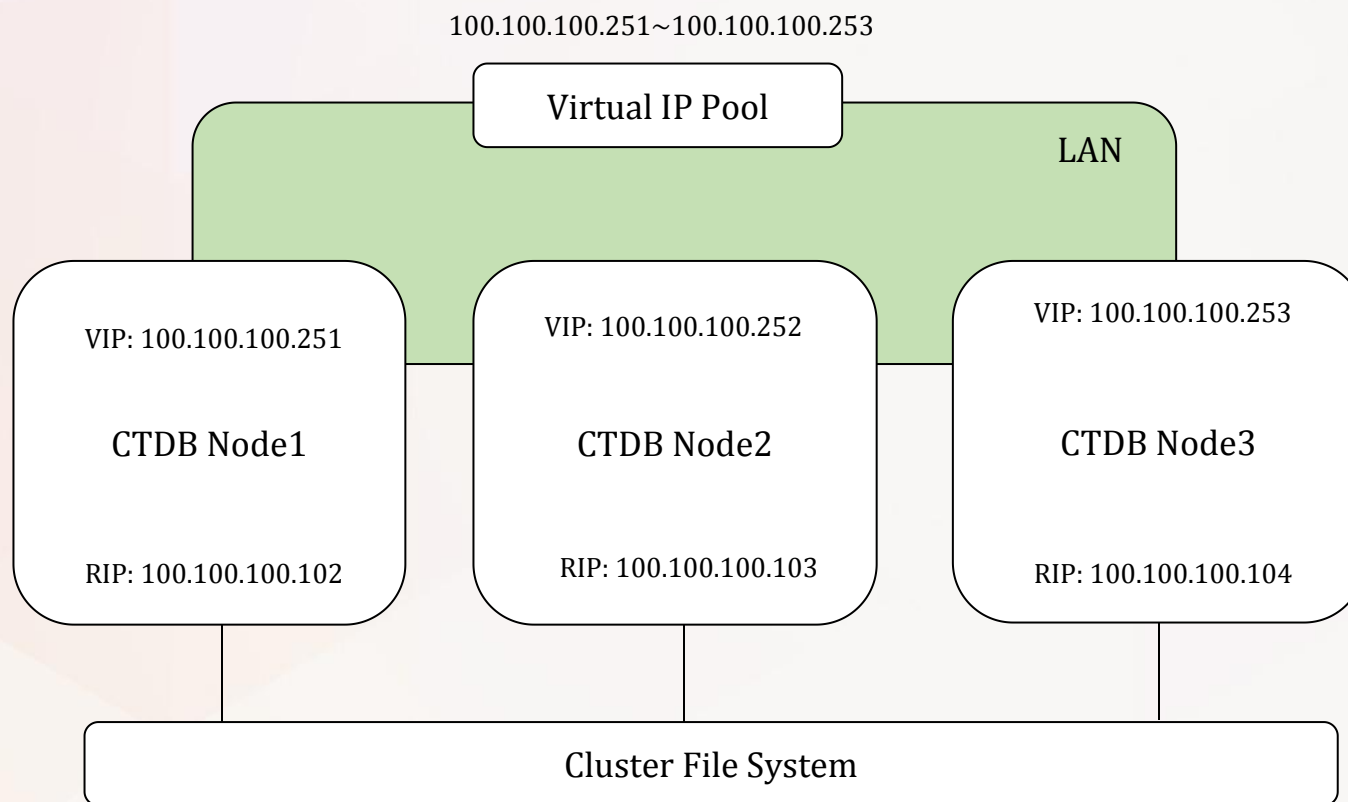 100.100.100.251~100.100.100.253
Virtual IP Pool
LAN
VIP: 100.100.100.251
VIP: 100.100.100.252
VIP: 100.100.100.253
CTDB Node1
CTDB Node2
CTDB Node3
RIP: 100.100.100.102
RIP: 100.100.100.103
RIP: 100.100.100.104
Cluster File System